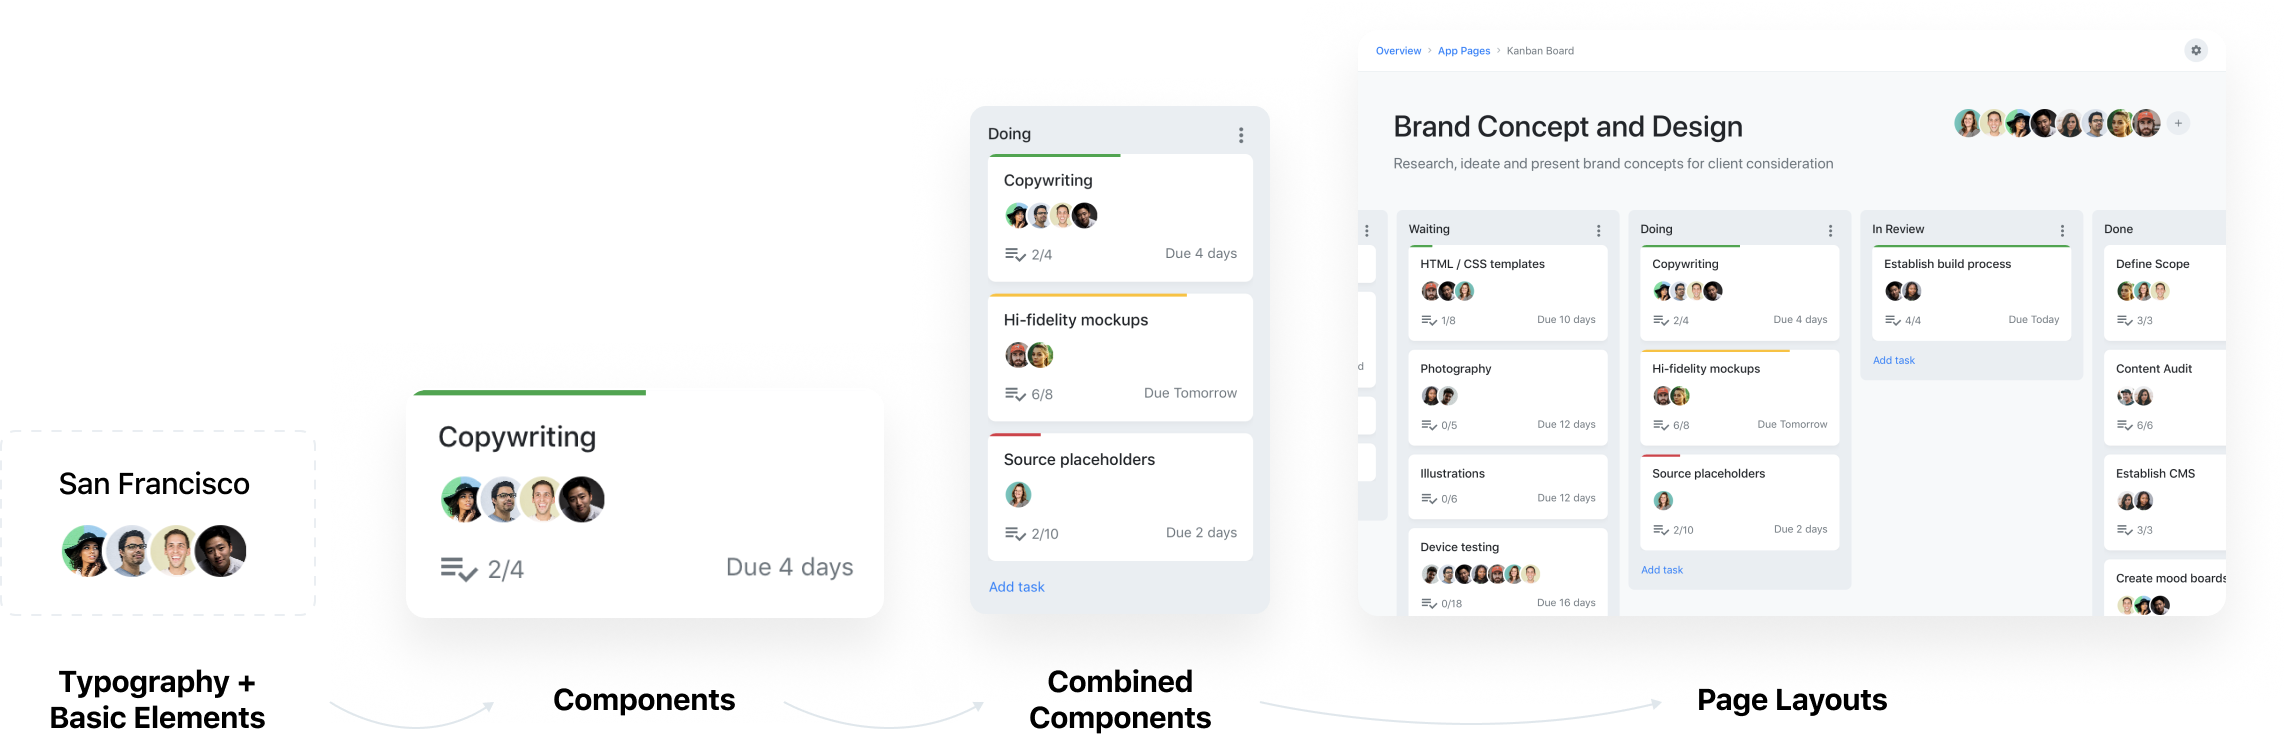 San Francisco
Typography +
Basic Elements
Copywriting
2/4
Due 4 days
Components
Doing
Copywriting
2/4
Due 4 days
Hi-fidelity mockups
6/8
Due Tomorrow
Source placeholders
2/10
Due 2 days
Add task
Combined
Components
Overview › App Pages › Kanban Board
Brand Concept and Design
+
Research, ideate and present brand concepts for client consideration
d
Waiting
HTML / CSS templates
1/8
Due 10 days
Photography
0/5
Due 12 days
Illustrations
0/6
Due 12 days
Device testing
0/18
Due 16 days
Doing
Copywriting
2/4
Due 4 days
Hi-fidelity mockups
6/8
Due Tomorrow
Source placeholders
2/10
Due 2 days
Add task
In Review
Establish build process
4/4
Due Today
Add task
Done
Define Scope
3/3
Content Audit
6/6
Establish CMS
3/3
Create mood boards
Page Layouts